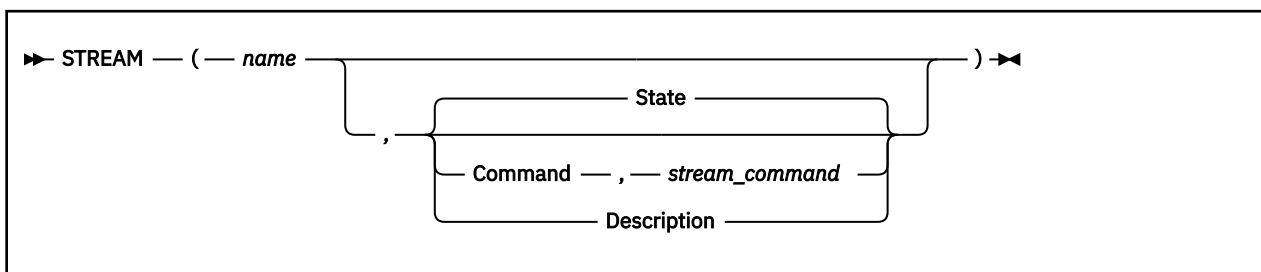 STREAM ( name )
State
,
Command , stream_command
Description